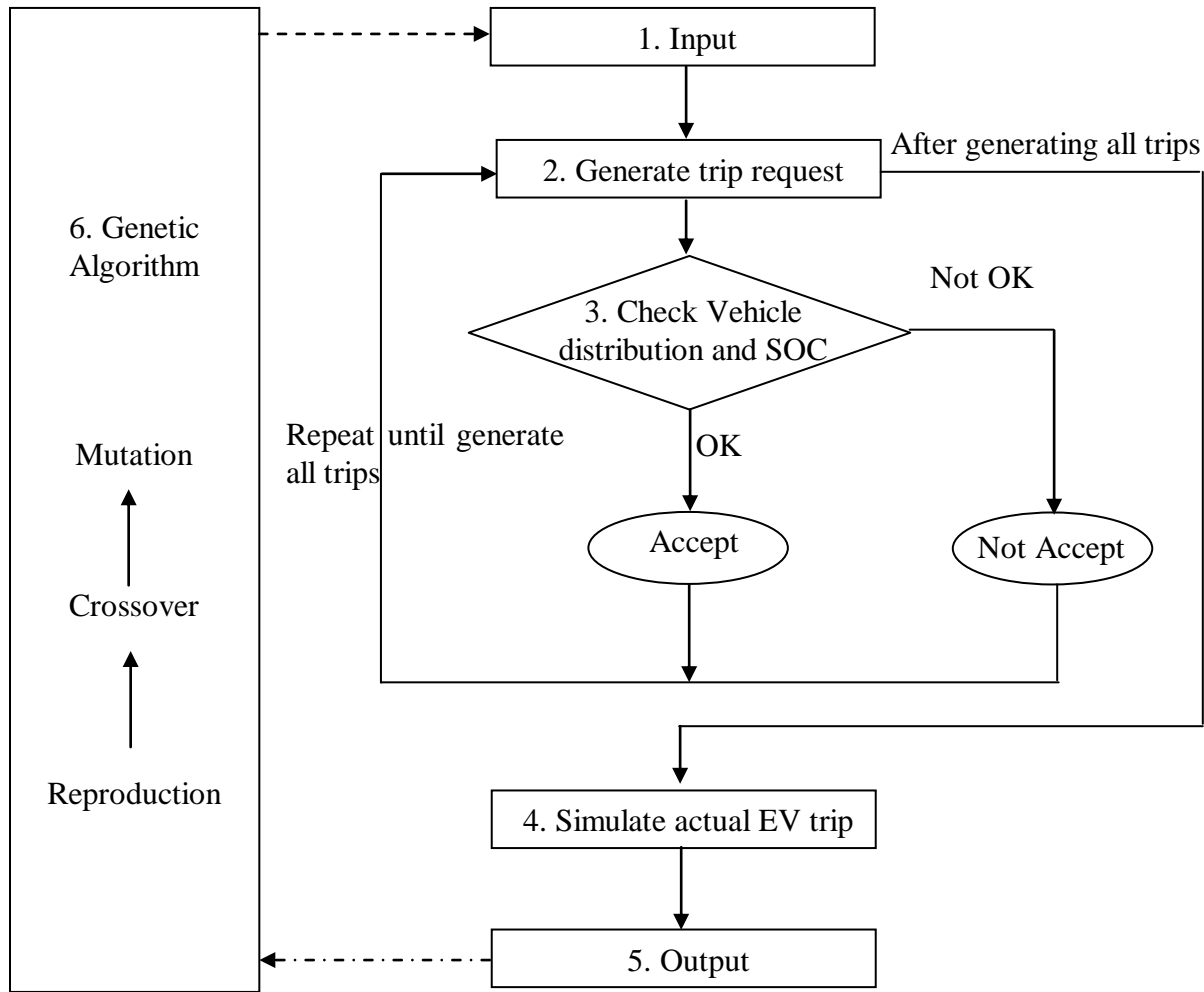 1. Input
After generating all trips
2. Generate trip request
6. Genetic
Algorithm
Not OK
3. Check Vehicle
distribution and SOC
Repeat until generate
all trips
OK
Mutation
Accept
Not Accept
Crossover
Reproduction
4. Simulate actual EV trip
5. Output